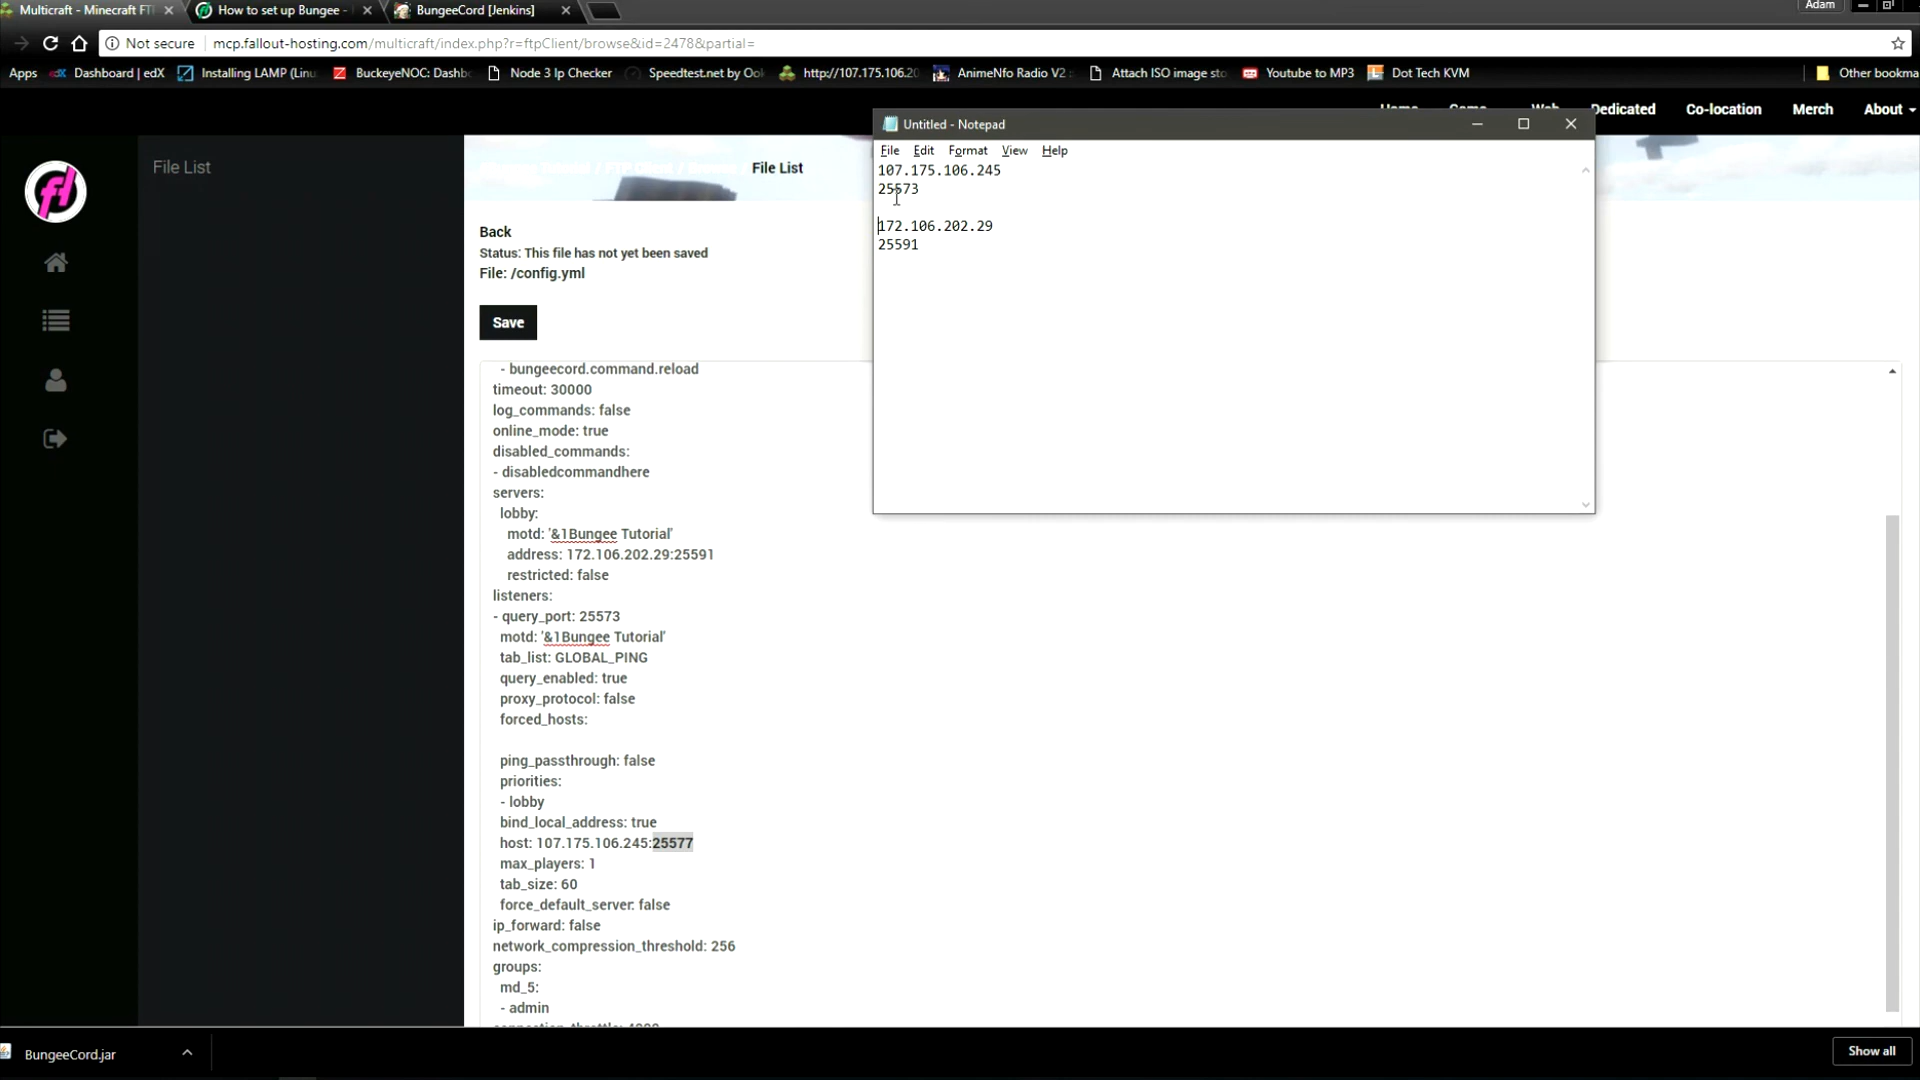 Multicraft - Minecraft FT
How to set up Bungee -
BungeeCord [Jenkins]
Adam
Not secure
mcp.fallout-hosting.com/multicraft/index.php?r=ftpClient/browse&id=2478&partial=
Apps
Dashboard | edX
Installing LAMP (Linu
BuckeyeNOC: Dashb
Node 3 Ip Checker
Speedtest.net by Ook
http://107.175.106.20
AnimeNfo Radio V2
Attach ISO image sto
Youtube to MP3
Dot Tech KVM
Other bookma
Home
Game
Web
Dedicated
Co-location
Merch
About
File List
File List
Untitled - Notepad
File
Edit
Format
View
Help
107.175.106.245
25573
172.106.202.29
25591
Back
Status: This file has not yet been saved
File: /config.yml
Save
- bungeecord.command.reload
timeout: 30000
log_commands: false
online_mode: true
disabled_commands:
- disabledcommandhere
servers:
lobby:
motd: '&1Bungee Tutorial'
address: 172.106.202.29:25591
restricted: false
listeners:
- query_port: 25573
motd: '&1Bungee Tutorial'
tab_list: GLOBAL_PING
query_enabled: true
proxy_protocol: false
forced_hosts:
ping_passthrough: false
priorities:
- lobby
bind_local_address: true
host: 107.175.106.245:25577
max_players: 1
tab_size: 60
force_default_server: false
ip_forward: false
network_compression_threshold: 256
groups:
md_5:
- admin
BungeeCord.jar
Show all